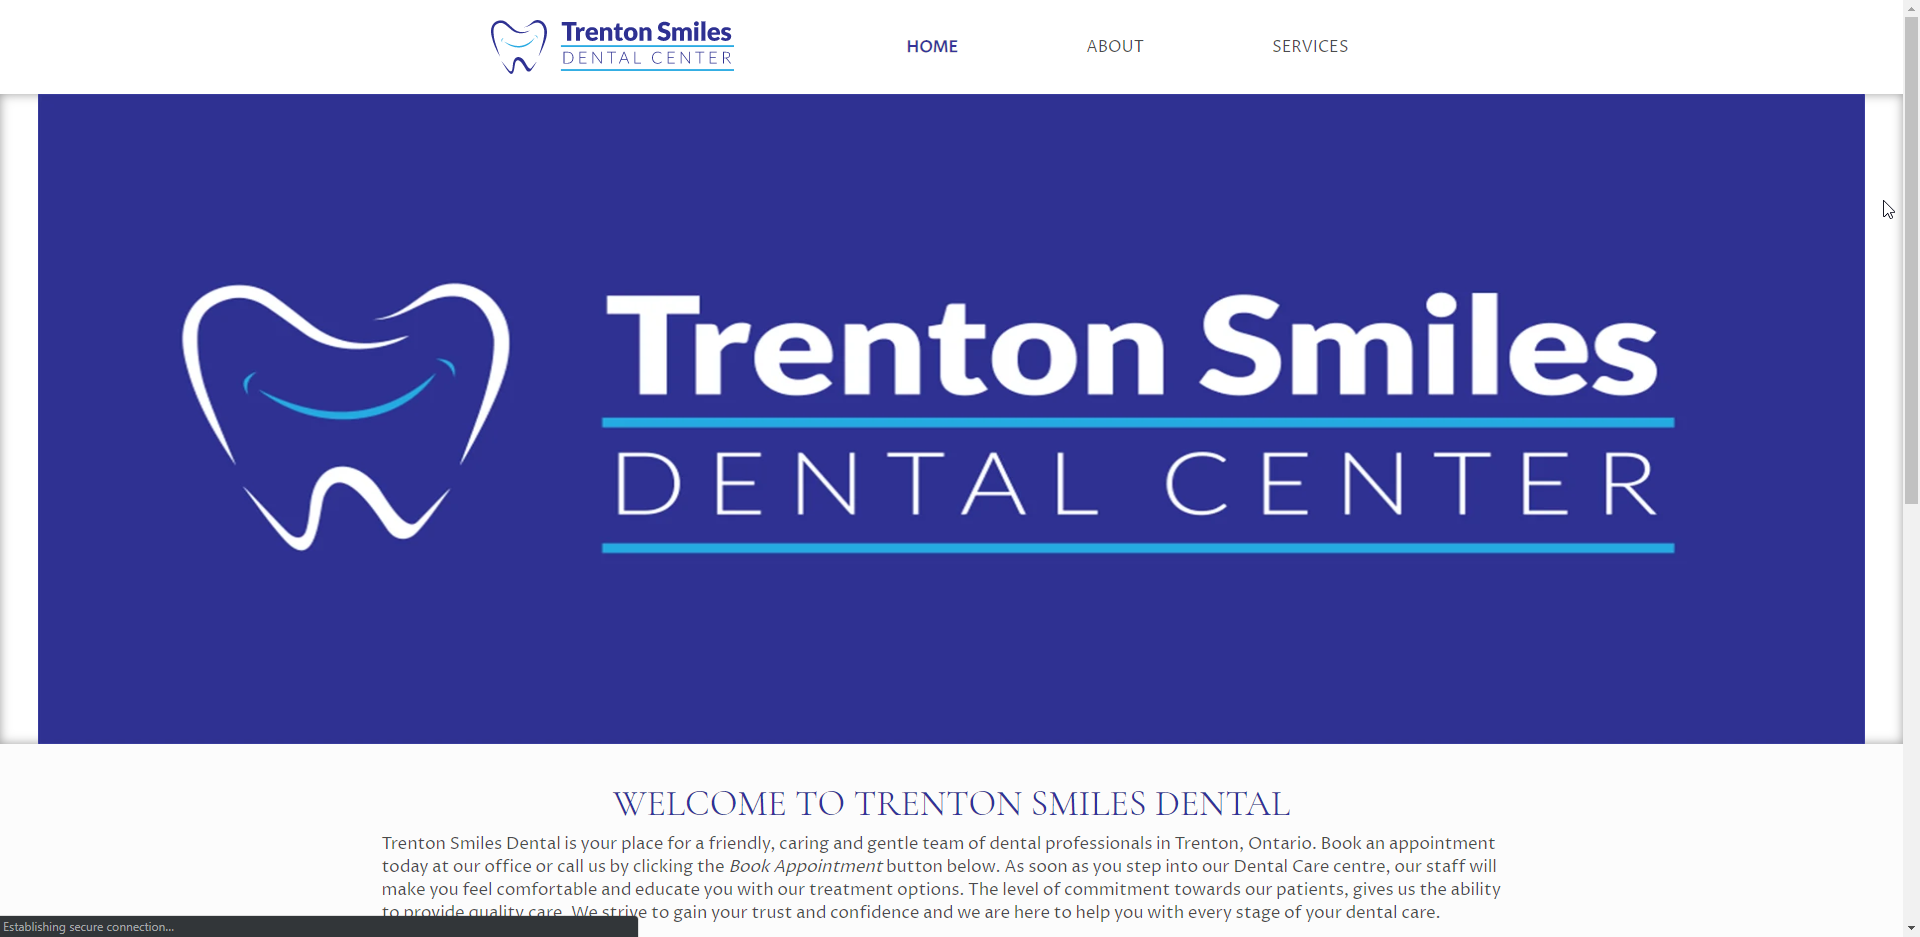 Trenton Smiles
DENTAL CENTER
HOME
ABOUT
SERVICES
Trenton Smiles
DENTAL CENTER
WELCOME TO TRENTON SMILES DENTAL
Trenton Smiles Dental is your place for a friendly, caring and gentle team of dental professionals in Trenton, Ontario. Book an appointment
today at our office or call us by clicking the Book Appointment button below. As soon as you step into our Dental Care centre, our staff will
make you feel comfortable and educate you with our treatment options. The level of commitment towards our patients, gives us the ability
to provide quality care. We strive to gain your trust and confidence and we are here to help you with every stage of your dental care.
Establishing secure connection...